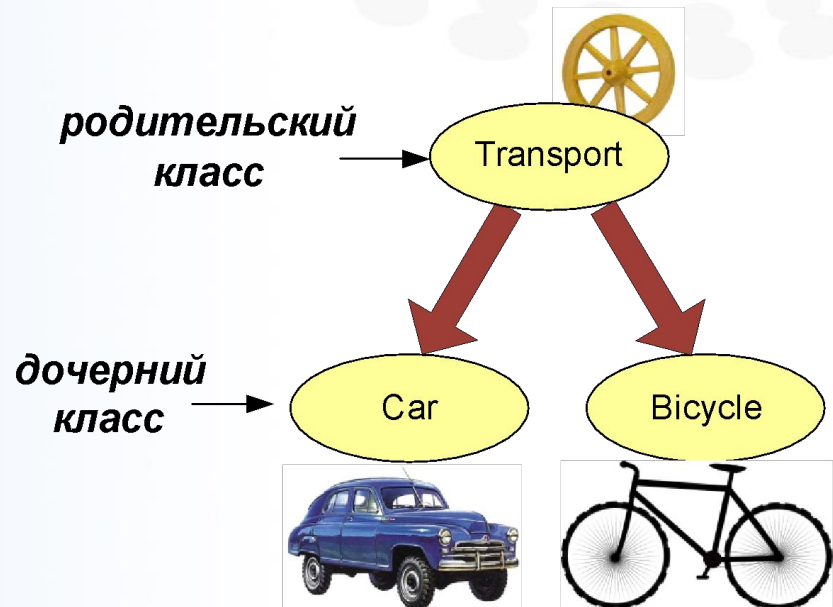 родительский
класс
Transport
дочерний
класс
Car
Bicycle